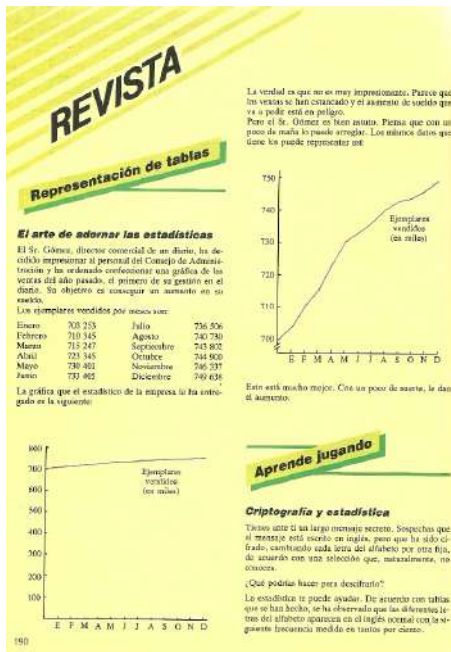 REVISTA
Representación de tablas
El arte de adornar las estadísticas
El Sr. Gómez, director comercial de un diario, ha de-
cidido impresionar al personal del Consejo de Adminis-
tración y ha ordenado confeccionar una gráfica de las
ventas del año pasado, el primero de su gestión en el
diario. Su objetivo es conseguir un aumento en su
sueldo.
Los ejemplares vendidos por meses son:
Enero 703 253 Julio 736 506
Febrero 710 345 Agosto 740 730
Marzo 715 247 Septiembre 743 802
Abril 723 345 Octubre 744 900
Mayo 730 401 Noviembre 746 337
Junio 733 405 Diciembre 749 636
La gráfica que el estadístico de la empresa le ha entre-
gado es la siguiente:
800
700
600
500
400
300
200
100
Ejemplares
vendidos
(en miles)
E F M A M J J A S O N D
190
La verdad es que no es muy impresionante. Parece que
las ventas se han estancado y el aumento de sueldo que
va a pedir está en peligro.
Pero el Sr. Gómez es bien astuto. Piensa que con un
poco de maña lo puede arreglar. Los mismos datos que
tiene los puede representar así:
750
740
730
720
710
700
Ejemplares
vendidos
(en miles)
E F M A M J J A S O N D
Esto está mucho mejor. Con un poco de suerte, le dan
el aumento.
Aprende jugando
Criptografía y estadística
Tienes ante ti un largo mensaje secreto. Sospechas que
el mensaje está escrito en inglés, pero que ha sido ci-
frado, cambiando cada letra del alfabeto por otra fija,
de acuerdo con una selección que, naturalmente, no
conoces.
¿Qué podrías hacer para descifrarlo?
La estadística te puede ayudar. De acuerdo con tablas
que se han hecho, se ha observado que las diferentes le-
tras del alfabeto aparecen en el inglés normal con la si-
guiente frecuencia medida en tantos por ciento.